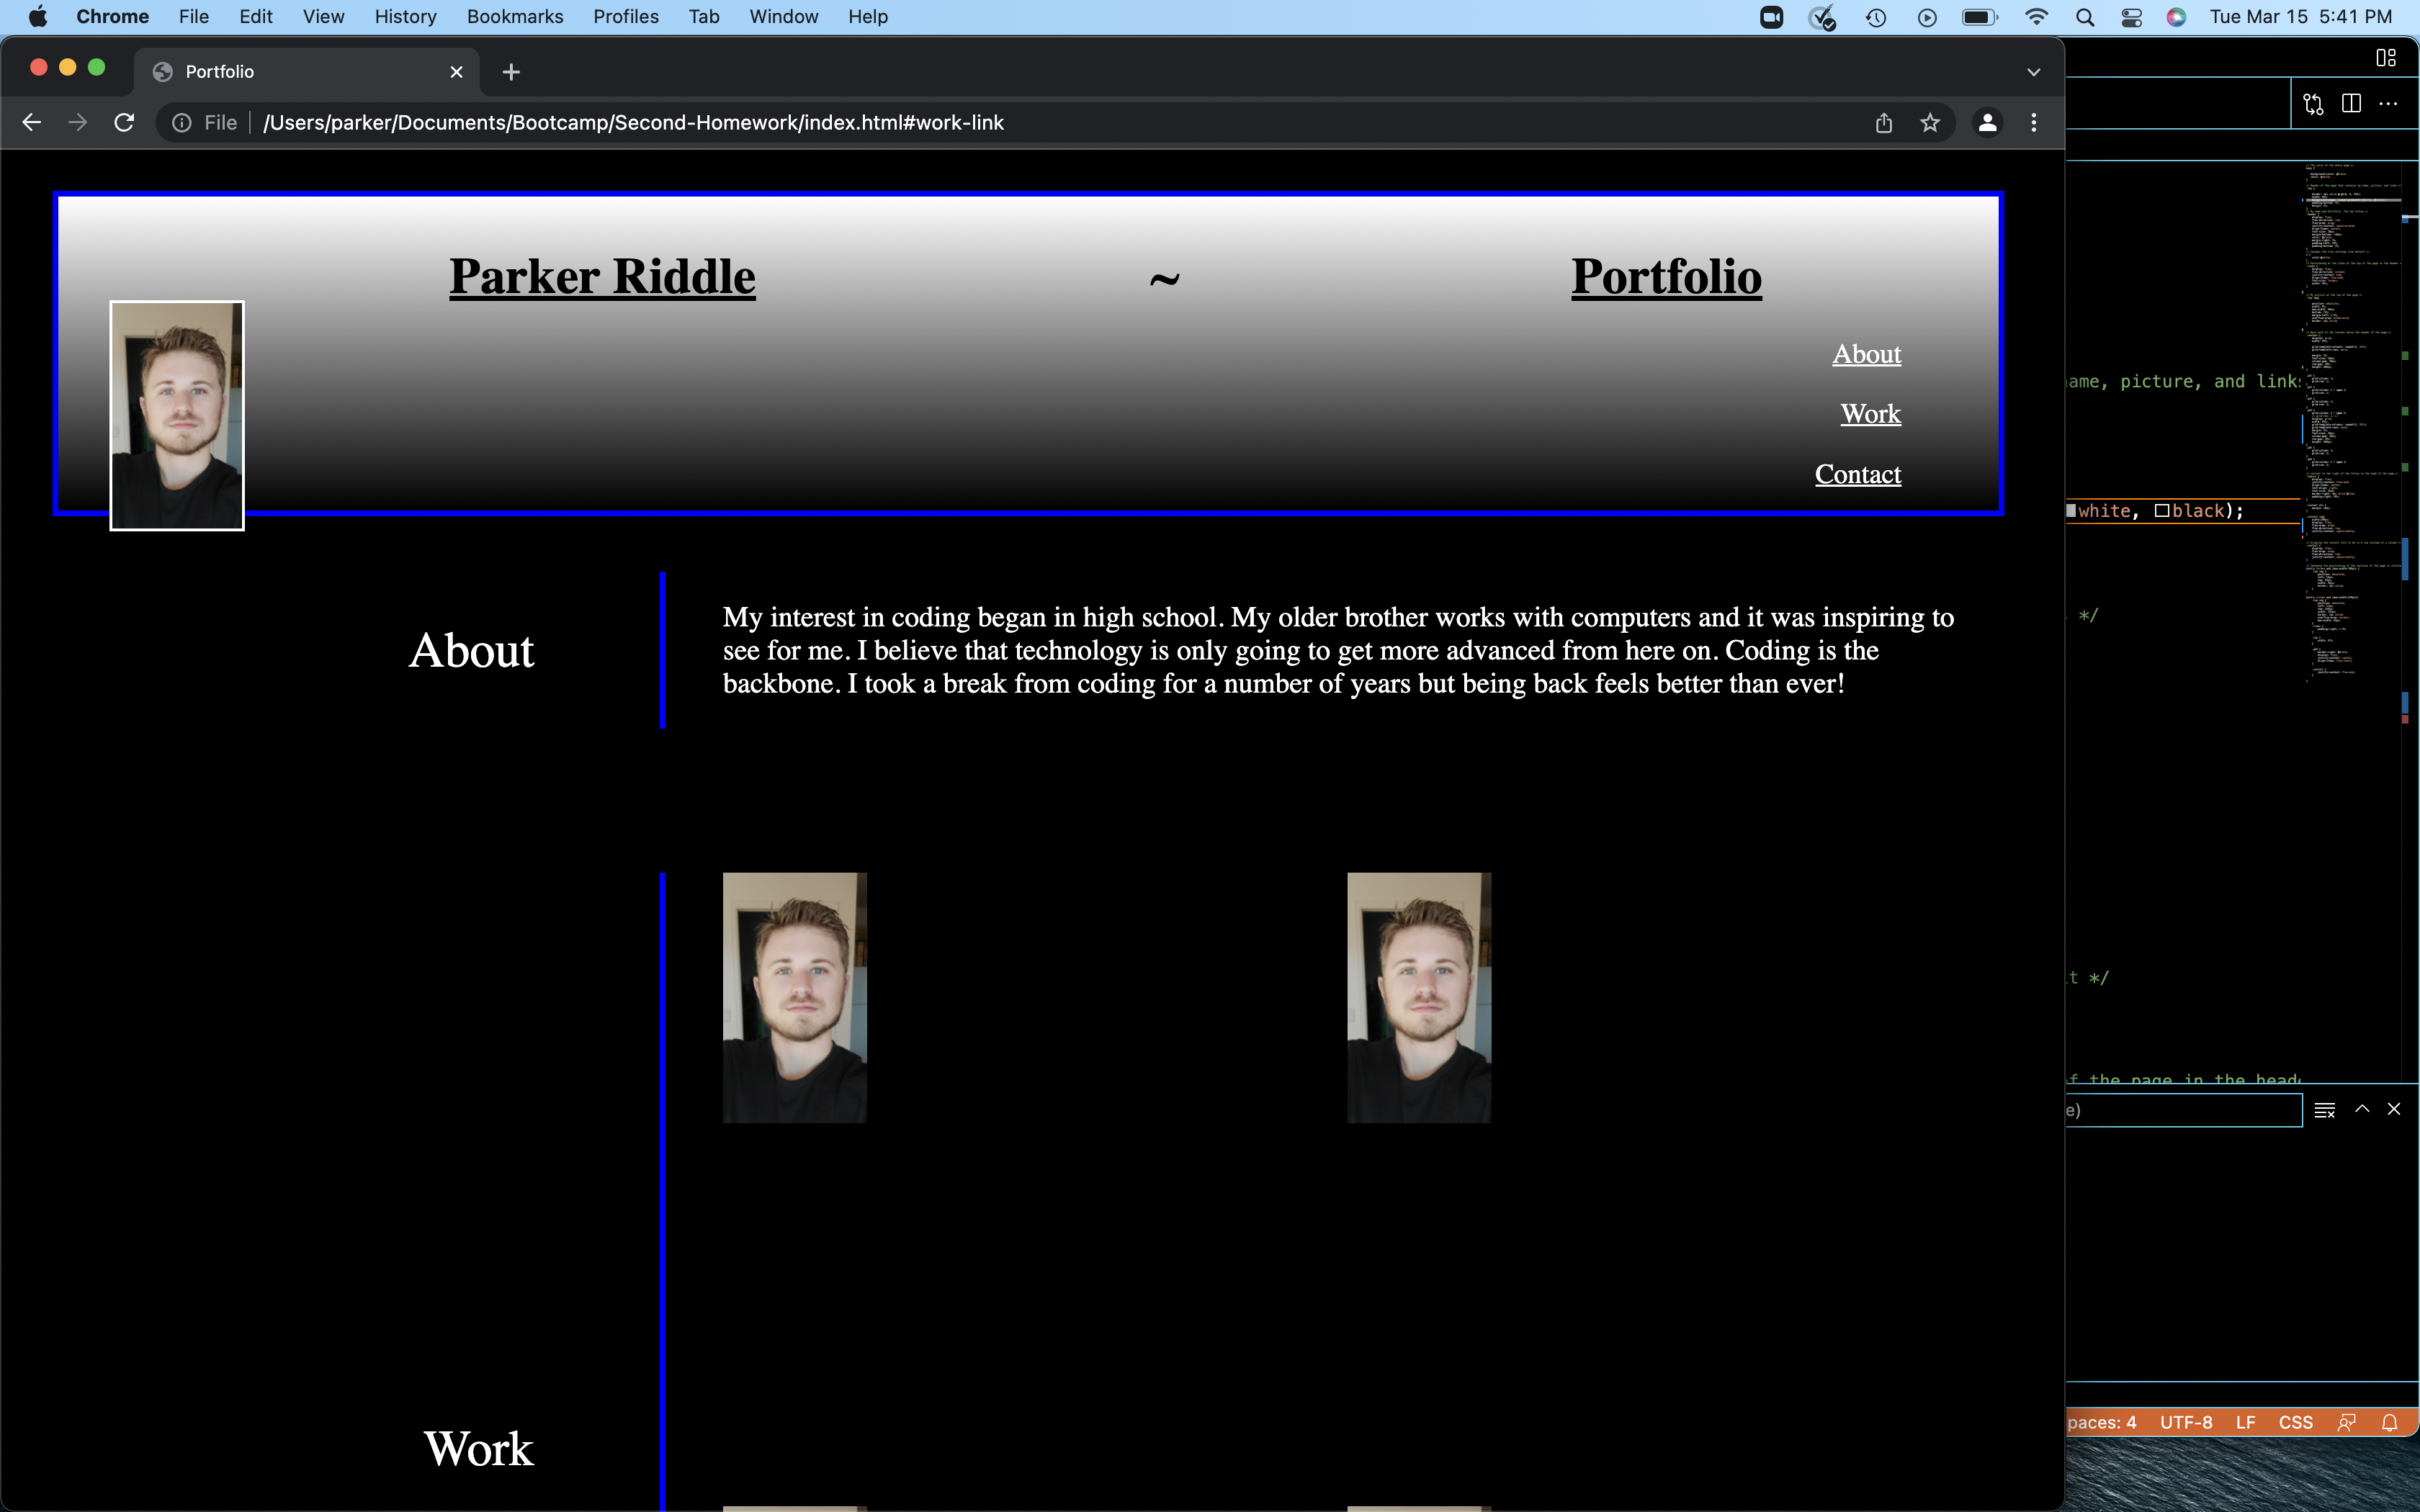 Chrome File Edit View History Bookmarks Profiles Tab Window Help Tue Mar 15 5:41 PM
Portfolio
File /Users/parker/Documents/Bootcamp/Second-Homework/index.html#work-link
Parker Riddle ~ Portfolio
About
Work
Contact
About
My interest in coding began in high school. My older brother works with computers and it was inspiring to
see for me. I believe that technology is only going to get more advanced from here on. Coding is the
backbone. I took a break from coding for a number of years but being back feels better than ever!
Work
name, picture, and links
white, black);
*/
t */
of the page in the head
e)
paces: 4 UTF-8 LF CSS